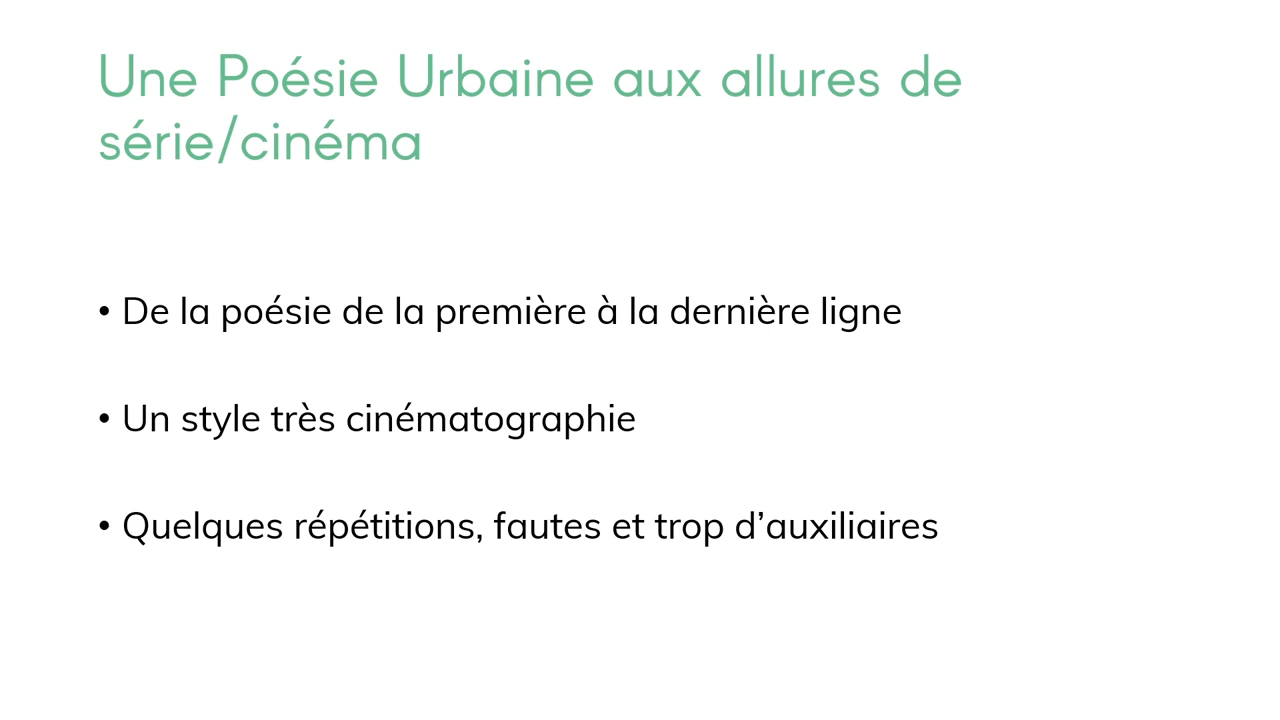 Une Poésie Urbaine aux allures de
série/cinéma
• De la poésie de la première à la dernière ligne
• Un style très cinématographie
• Quelques répétitions, fautes et trop d’auxiliaires